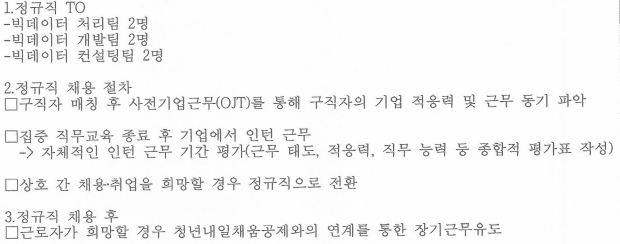 1.정규직 TO
-빅데이터 처리팀 2명
-빅데이터 개발팀 2명
-빅데이터 컨설팅팀 2명
2.정규직 채용 절차
□구직자 매칭 후 사전기업근무(OJT)를 통해 구직자의 기업 적응력 및 근무 동기 파악
□집중 직무교육 종료 후 기업에서 인턴 근무
-> 자체적인 인턴 근무 기간 평가(근무 태도, 적응력, 직무 능력 등 종합적 평가표 작성)
□상호 간 채용·취업을 희망할 경우 정규직으로 전환
3.정규직 채용 후
□근로자가 희망할 경우 청년내일채움공제와의 연계를 통한 장기근무유도